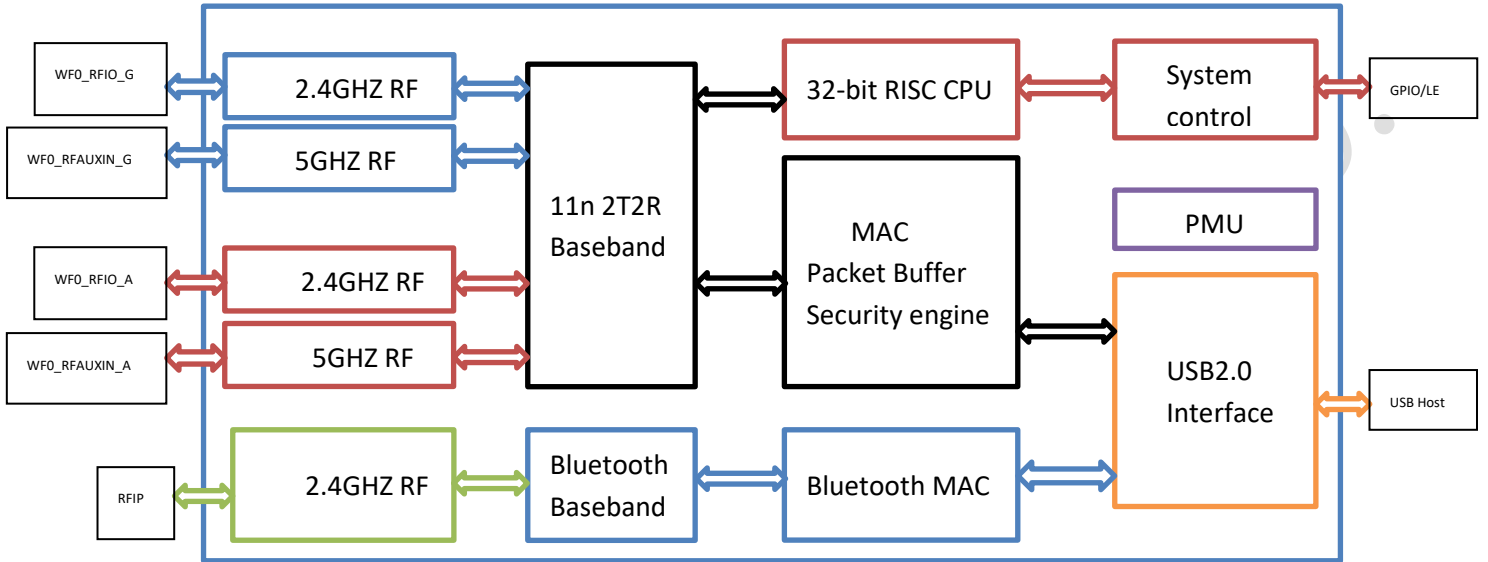 WF0_RFIO_G
2.4GHZ RF
32-bit RISC CPU
System
control
GPIO/LE
WF0_RFAUXIN_G
5GHZ RF
11n 2T2R
Baseband
MAC
Packet Buffer
Security engine
PMU
WF0_RFIO_A
2.4GHZ RF
WF0_RFAUXIN_A
5GHZ RF
USB2.0
Interface
USB Host
RFIP
2.4GHZ RF
Bluetooth
Baseband
Bluetooth MAC